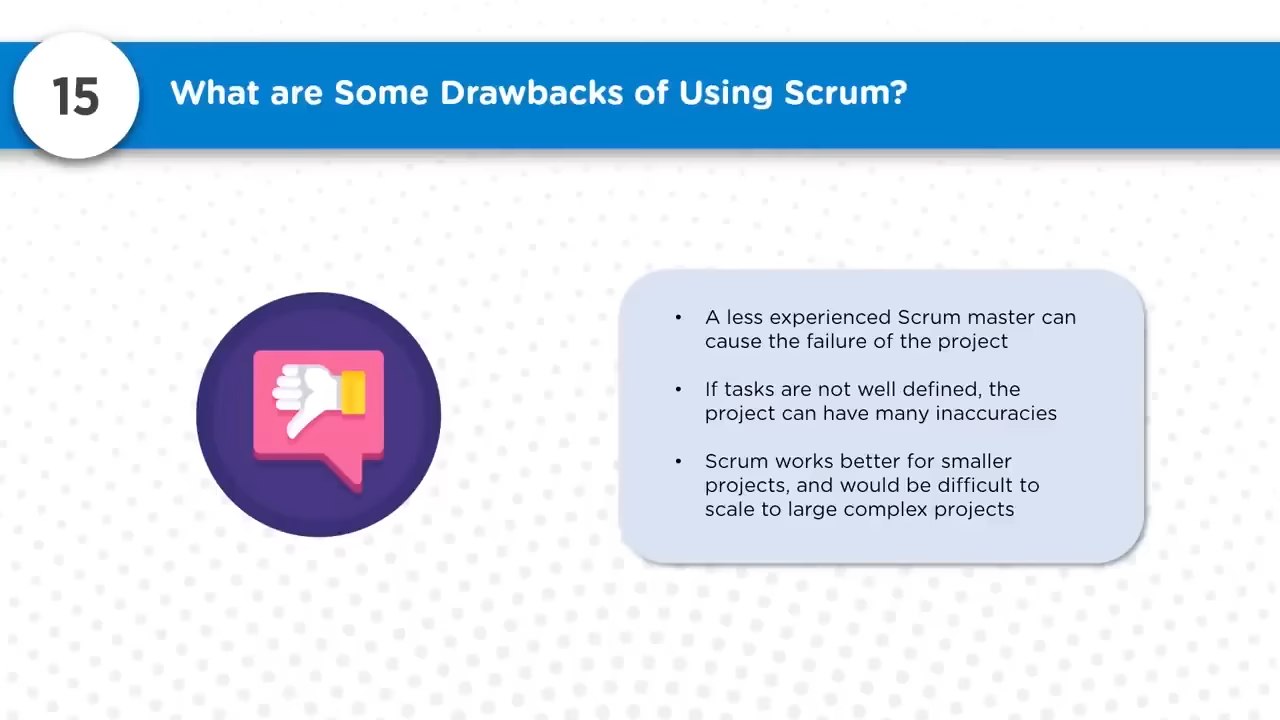 15
What are Some Drawbacks of Using Scrum?
• A less experienced Scrum master can
cause the failure of the project
• If tasks are not well defined, the
project can have many inaccuracies
• Scrum works better for smaller
projects, and would be difficult to
scale to large complex projects